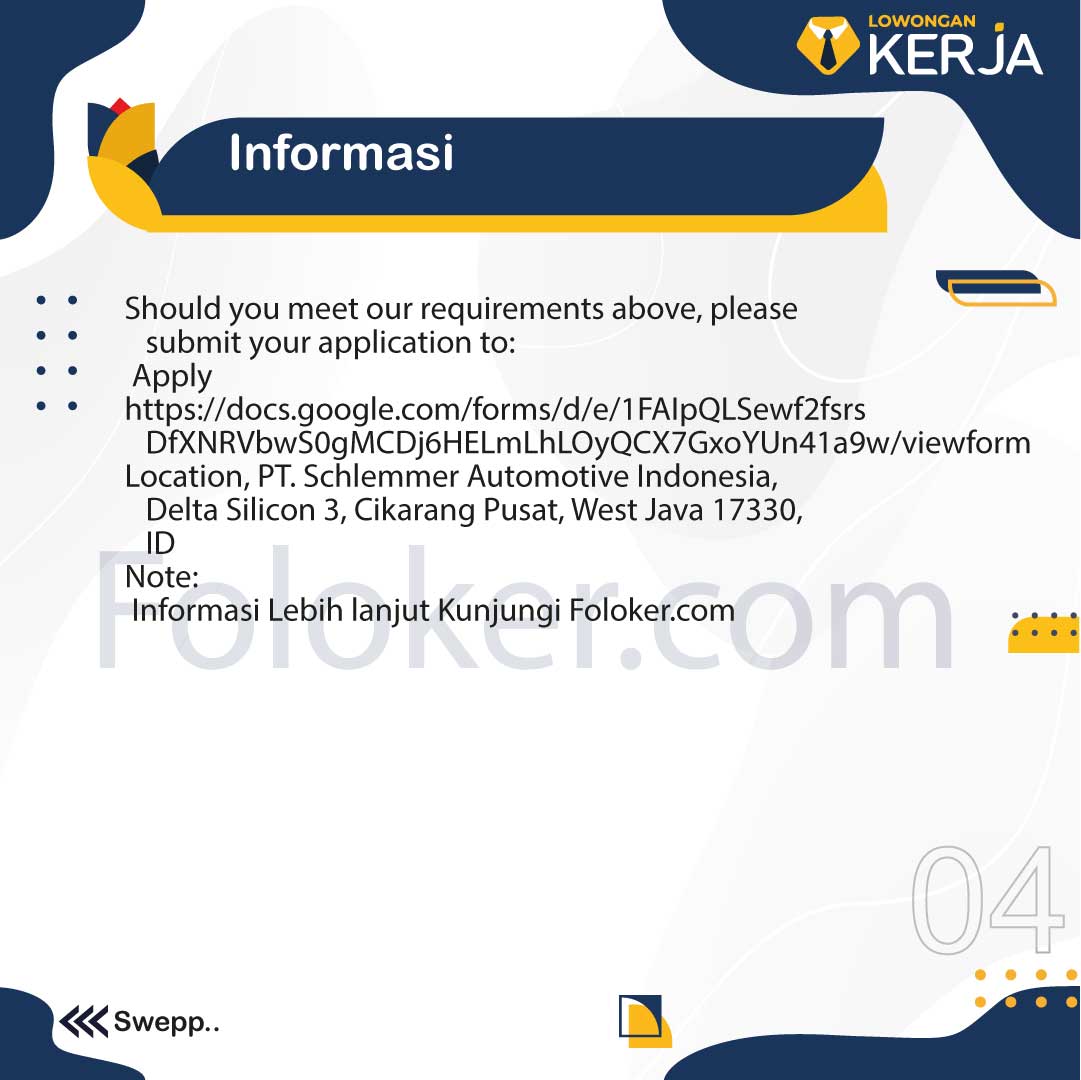 LOWONGAN
KERJA
Informasi
Should you meet our requirements above, please
submit your application to:
Apply
https://docs.google.com/forms/d/e/1FAIpQLSewf2fsrs
DfXNRVbwS0gMCDj6HELmLhLOyQCX7GxoYUn41a9w/viewform
Location, PT. Schlemmer Automotive Indonesia,
Delta Silicon 3, Cikarang Pusat, West Java 17330,
ID
Note:
Informasi Lebih lanjut Kunjungi Foloker.com
Foloker.com
04
Swepp..